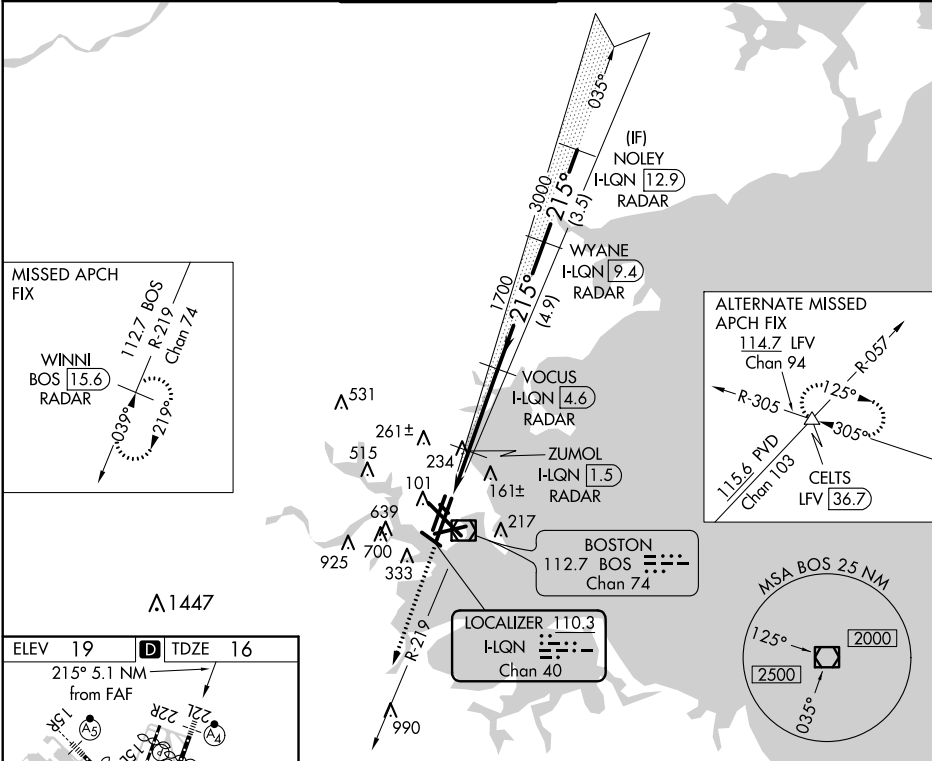 035°
(IF)
NOLEY
I-LQN 12.9
RADAR
3000
215°
(3.5)
WYANE
I-LQN 9.4
RADAR
1700
215°
(4.9)
VOCUS
I-LQN 4.6
RADAR
ZUMOL
I-LQN 1.5
RADAR
MISSED APCH
FIX
112.7 BOS
R-219
Chan 74
WINNI
BOS 15.6
RADAR
039°
219°
ALTERNATE MISSED
APCH FIX
114.7 LFV
Chan 94
R-057
R-305
125°
305°
115.6 PVD
Chan 103
CELTS
LFV 36.7
531
261±
515
234
161±
101
639
217
700
925
333
1447
990
BOSTON
112.7 BOS
Chan 74
LOCALIZER 110.3
I-LQN
Chan 40
R-219
MSA BOS 25 NM
125°
2000
2500
035°
ELEV 19 D TDZE 16
215° 5.1 NM
from FAF
15R
A5
22R
22L
A4